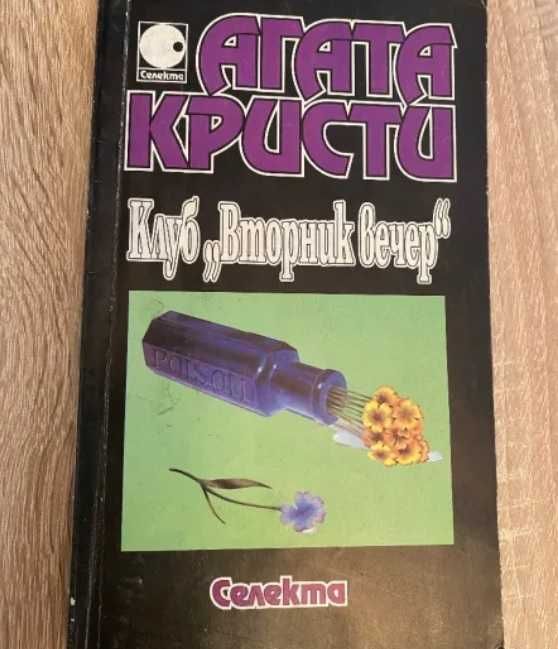 Селекта
АГАТА
КРИСТИ
Клуб „Вторник вечер“
POISON
Селекта